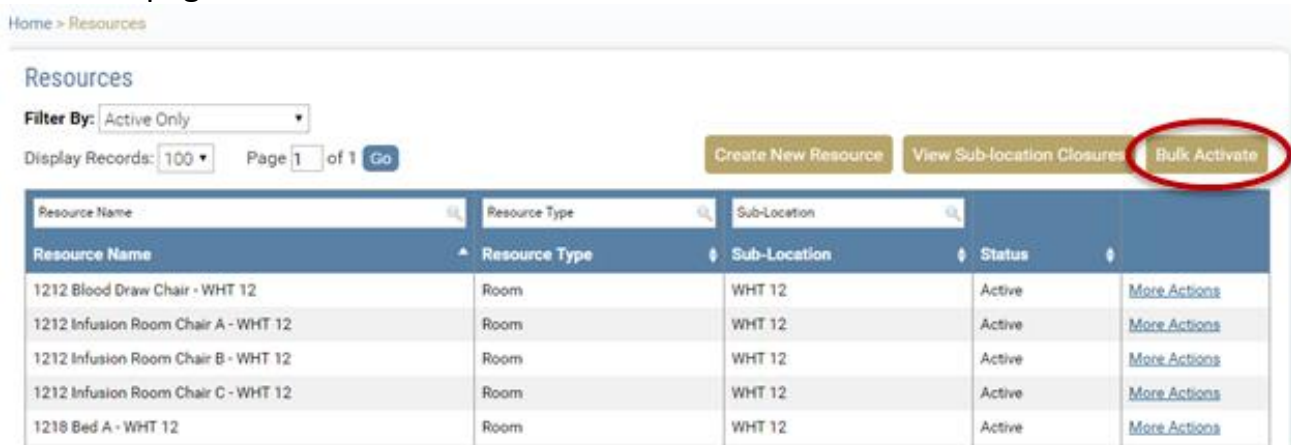 Home > Resources
Resources
Filter By: Active Only
Display Records: 100 Page 1 of 1 Go
Create New Resource View Sub-location Closures Bulk Activate
Resource Name Resource Type Sub-Location
Resource Name Resource Type Sub-Location Status
1212 Blood Draw Chair - WHT 12 Room WHT 12 Active More Actions
1212 Infusion Room Chair A - WHT 12 Room WHT 12 Active More Actions
1212 Infusion Room Chair B - WHT 12 Room WHT 12 Active More Actions
1212 Infusion Room Chair C - WHT 12 Room WHT 12 Active More Actions
1218 Bed A - WHT 12 Room WHT 12 Active More Actions